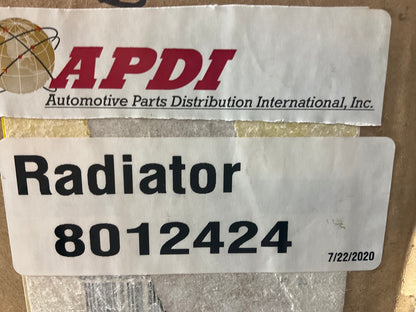 APDI
Automotive Parts Distribution International, Inc.
Radiator
8012424
7/22/2020